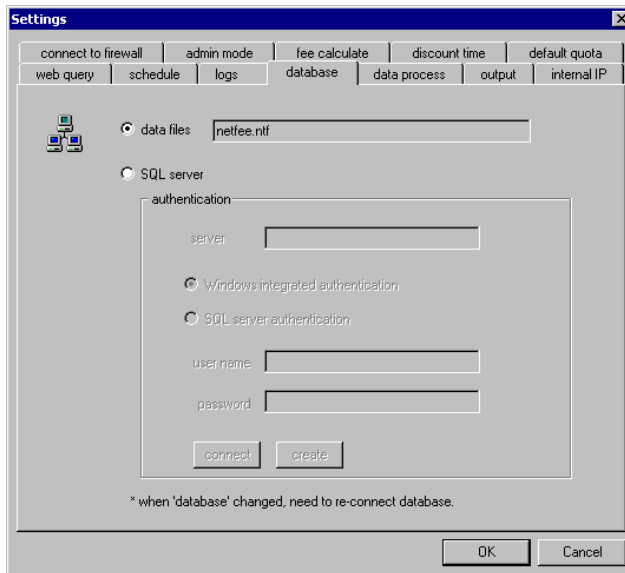 Settings
connect to firewall admin mode fee calculate discount time default quota
web query schedule logs database data process output internal IP
data files netfee.ntf
SQL server
authentication
server
Windows integrated authentication
SQL server authentication
user name
password
connect create
* when 'database' changed, need to re-connect database.
OK Cancel